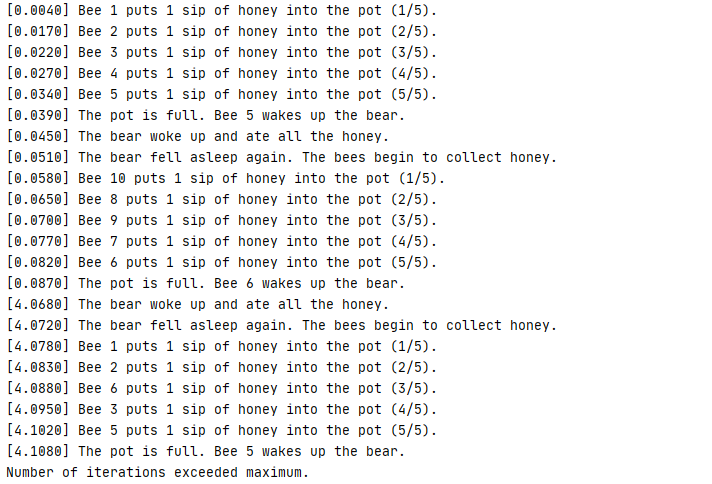 [0.0040] Bee 1 puts 1 sip of honey into the pot (1/5).
[0.0170] Bee 2 puts 1 sip of honey into the pot (2/5).
[0.0220] Bee 3 puts 1 sip of honey into the pot (3/5).
[0.0270] Bee 4 puts 1 sip of honey into the pot (4/5).
[0.0340] Bee 5 puts 1 sip of honey into the pot (5/5).
[0.0390] The pot is full. Bee 5 wakes up the bear.
[0.0450] The bear woke up and ate all the honey.
[0.0510] The bear fell asleep again. The bees begin to collect honey.
[0.0580] Bee 10 puts 1 sip of honey into the pot (1/5).
[0.0650] Bee 8 puts 1 sip of honey into the pot (2/5).
[0.0700] Bee 9 puts 1 sip of honey into the pot (3/5).
[0.0770] Bee 7 puts 1 sip of honey into the pot (4/5).
[0.0820] Bee 6 puts 1 sip of honey into the pot (5/5).
[0.0870] The pot is full. Bee 6 wakes up the bear.
[4.0680] The bear woke up and ate all the honey.
[4.0720] The bear fell asleep again. The bees begin to collect honey.
[4.0780] Bee 1 puts 1 sip of honey into the pot (1/5).
[4.0830] Bee 2 puts 1 sip of honey into the pot (2/5).
[4.0880] Bee 6 puts 1 sip of honey into the pot (3/5).
[4.0950] Bee 3 puts 1 sip of honey into the pot (4/5).
[4.1020] Bee 5 puts 1 sip of honey into the pot (5/5).
[4.1080] The pot is full. Bee 5 wakes up the bear.
Number of iterations exceeded maximum.